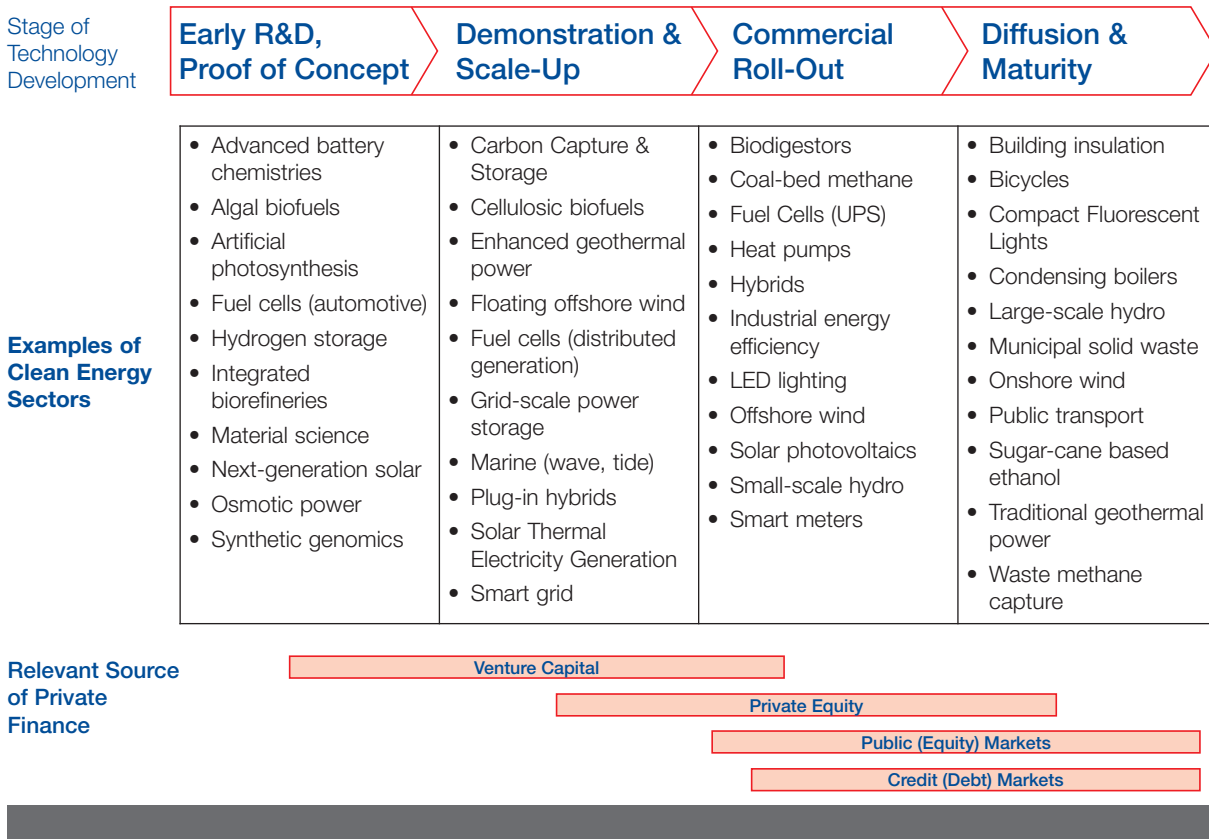 Stage of
Technology
Development
Early R&D,
Proof of Concept
Demonstration &
Scale-Up
Commercial
Roll-Out
Diffusion &
Maturity
Examples of
Clean Energy
Sectors
• Advanced battery
chemistries
• Algal biofuels
• Artificial
photosynthesis
• Fuel cells (automotive)
• Hydrogen storage
• Integrated
biorefineries
• Material science
• Next-generation solar
• Osmotic power
• Synthetic genomics
• Carbon Capture &
Storage
• Cellulosic biofuels
• Enhanced geothermal
power
• Floating offshore wind
• Fuel cells (distributed
generation)
• Grid-scale power
storage
• Marine (wave, tide)
• Plug-in hybrids
• Solar Thermal
Electricity Generation
• Smart grid
• Biodigestors
• Coal-bed methane
• Fuel Cells (UPS)
• Heat pumps
• Hybrids
• Industrial energy
efficiency
• LED lighting
• Offshore wind
• Solar photovoltaics
• Small-scale hydro
• Smart meters
• Building insulation
• Bicycles
• Compact Fluorescent
Lights
• Condensing boilers
• Large-scale hydro
• Municipal solid waste
• Onshore wind
• Public transport
• Sugar-cane based
ethanol
• Traditional geothermal
power
• Waste methane
capture
Relevant Source
of Private
Finance
Venture Capital
Private Equity
Public (Equity) Markets
Credit (Debt) Markets